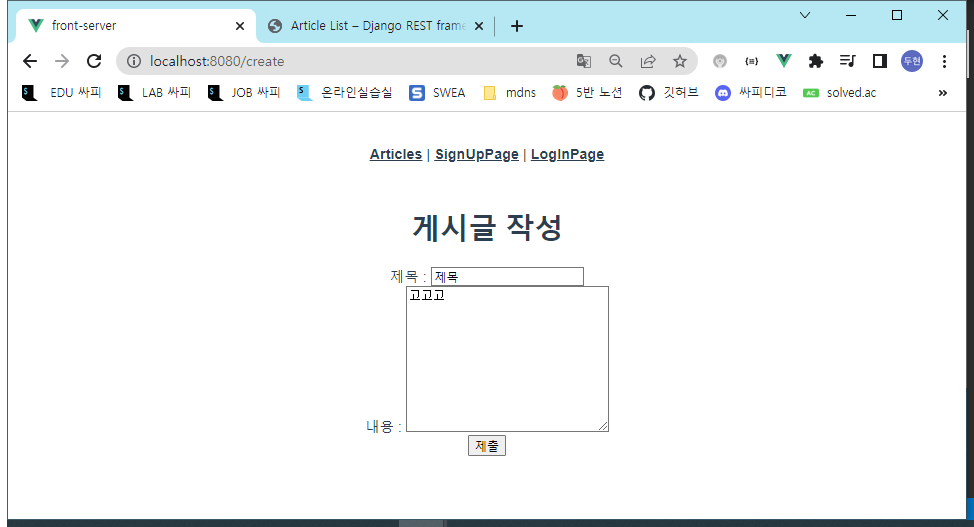 front-server
Article List – Django REST frame
localhost:8080/create
두현
EDU 싸피
LAB 싸피
JOB 싸피
온라인실습실
SWEA
mdns
5반 노션
깃허브
싸피디코
AC solved.ac
Articles | SignUpPage | LogInPage
게시글 작성
제목 : 제목
고고고
내용 :
제출